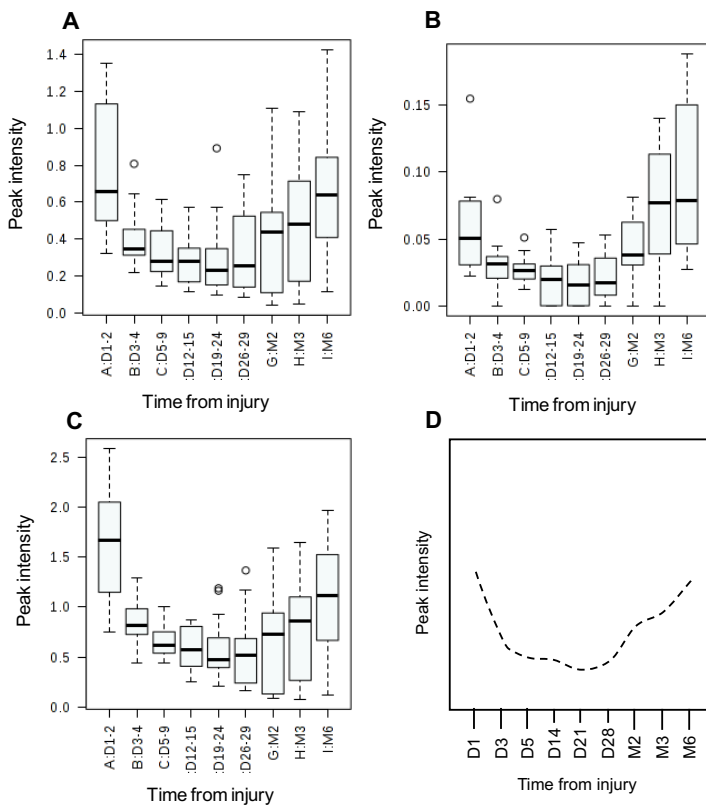 A
Peak intensity
1.4
1.2
1.0
0.8
0.6
0.4
0.2
0.0
A:D1-2
B:D3-4
C:D5-9
:D12-15
:D19-24
:D26-29
G:M2
H:M3
I:M6
Time from injury
B
Peak intensity
0.15
0.10
0.05
0.00
A:D1-2
B:D3-4
C:D5-9
:D12-15
:D19-24
:D26-29
G:M2
H:M3
I:M6
Time from injury
C
Peak intensity
2.5
2.0
1.5
1.0
0.5
0.0
A:D1-2
B:D3-4
C:D5-9
:D12-15
:D19-24
:D26-29
G:M2
H:M3
I:M6
Time from injury
D
Peak intensity
D1
D3
D5
D14
D21
D28
M2
M3
M6
Time from injury